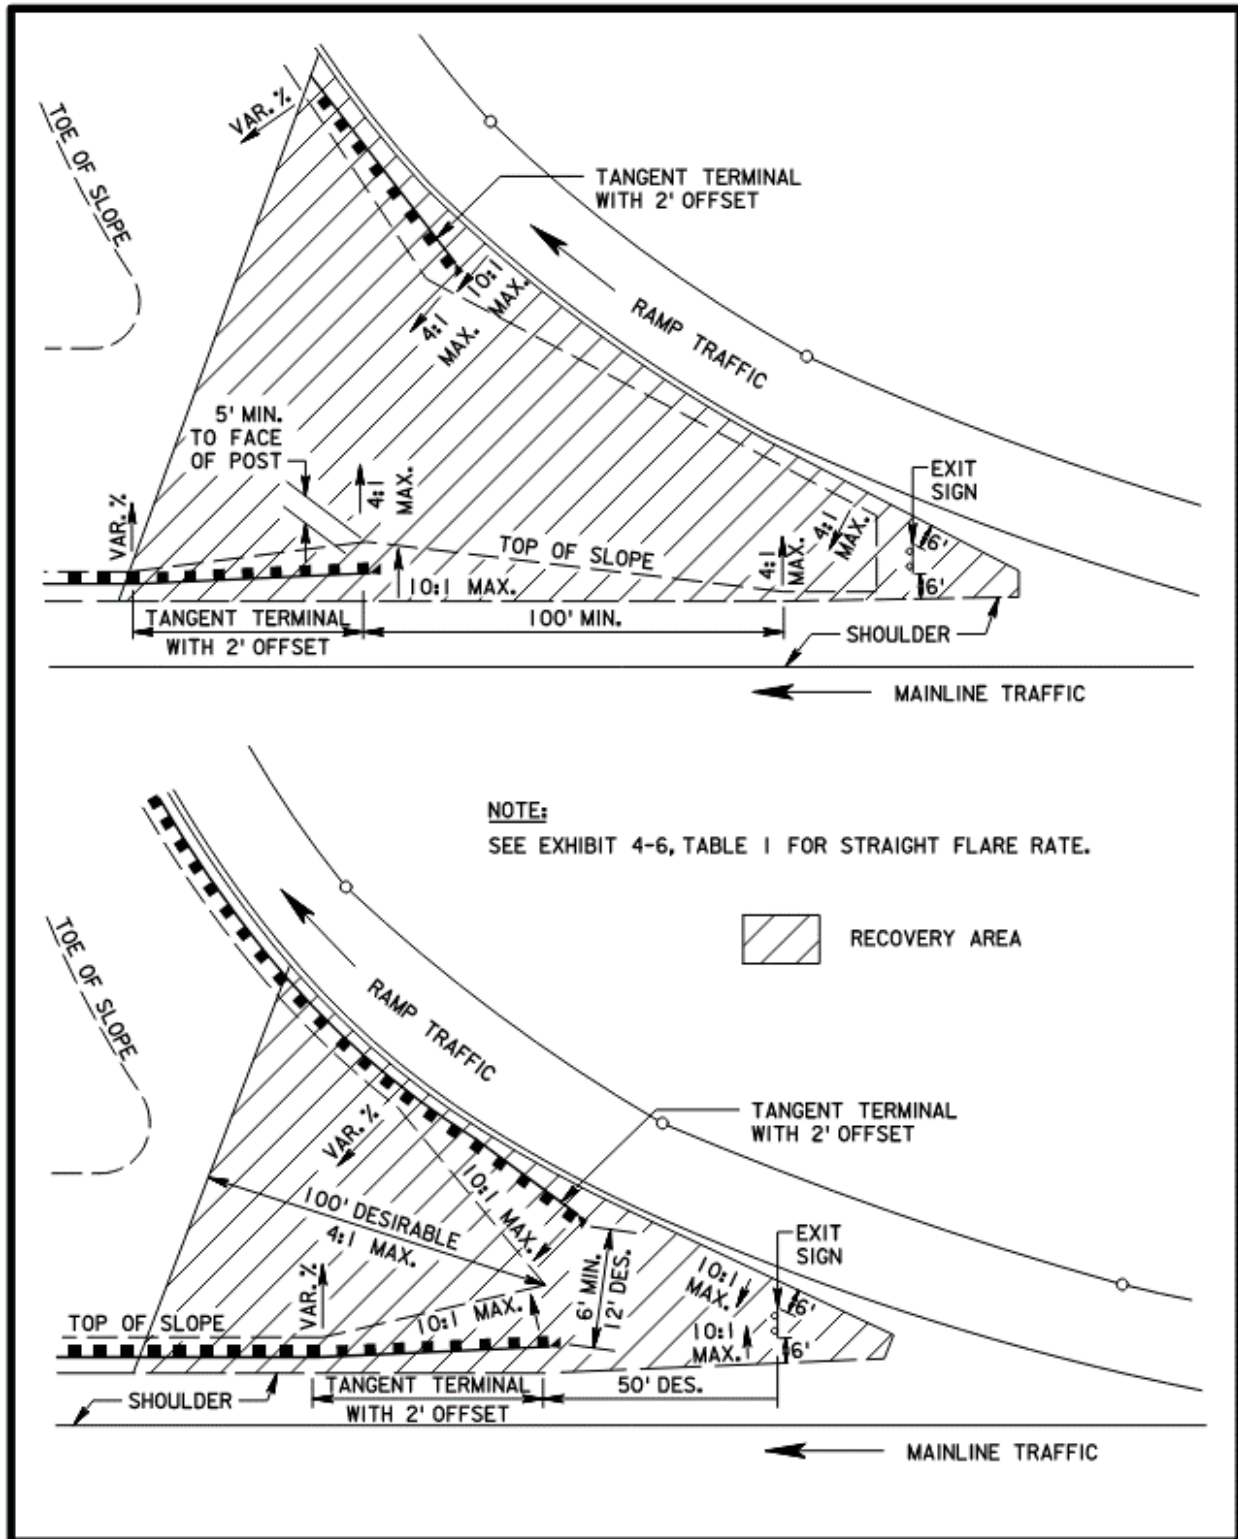 VAR. %
TOE OF SLOPE
TANGENT TERMINAL
WITH 2' OFFSET
10:1
MAX.
4:1
MAX.
RAMP TRAFFIC
5' MIN.
TO FACE
OF POST
4:1
MAX.
EXIT
SIGN
VAR. %
TOP OF SLOPE
4:1
MAX.
4:1
MAX.
6'
6'
10:1 MAX.
TANGENT TERMINAL
WITH 2' OFFSET
100' MIN.
SHOULDER
MAINLINE TRAFFIC
NOTE:
SEE EXHIBIT 4-6, TABLE 1 FOR STRAIGHT FLARE RATE.
RECOVERY AREA
TOE OF SLOPE
RAMP TRAFFIC
TANGENT TERMINAL
WITH 2' OFFSET
VAR. %
10:1 MAX.
100' DESIRABLE
4:1 MAX.
VAR. %
6' MIN.
12' DES.
EXIT
SIGN
10:1
MAX.
6'
10:1
MAX.
6'
TOP OF SLOPE
10:1 MAX.
SHOULDER
TANGENT TERMINAL
WITH 2' OFFSET
50' DES.
MAINLINE TRAFFIC